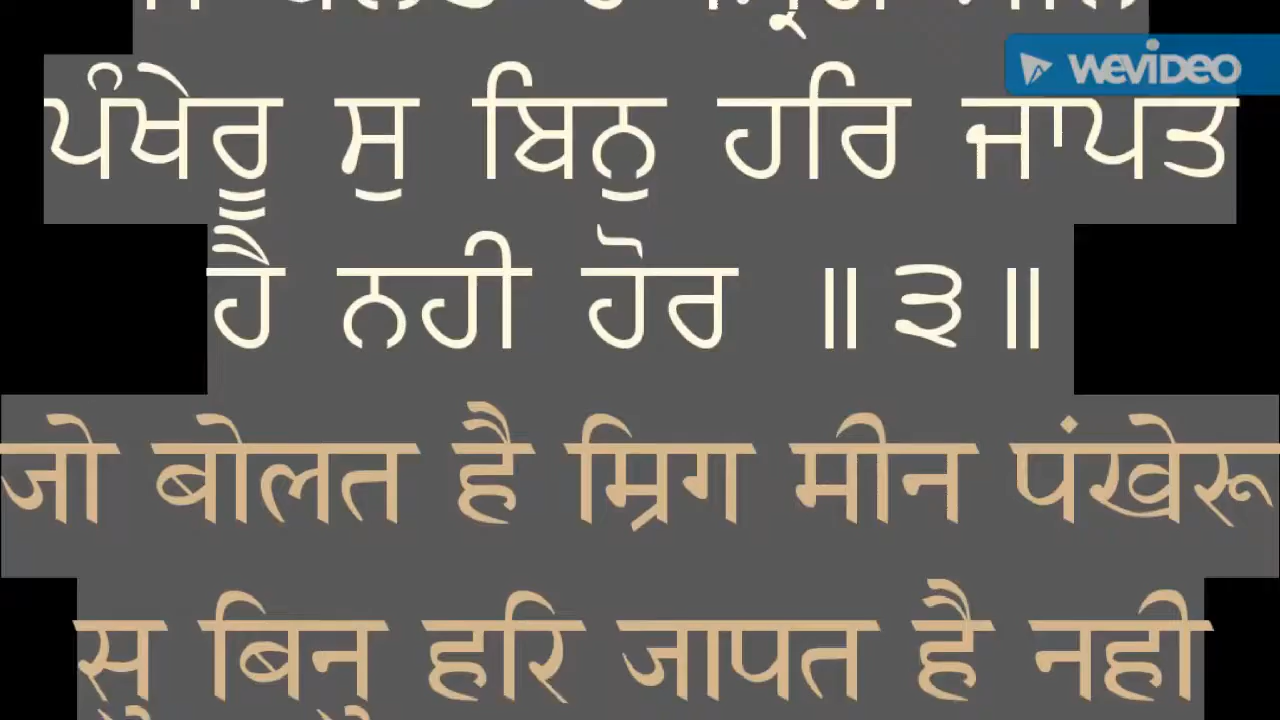 WEVIDEO
ਪੰਖੇਰੂ ਸੁ ਬਿਨੁ ਹਰਿ ਜਾਪਤ
ਹੈ ਨਹੀ ਹੋਰ ॥੩॥
जो बोलत है म्रिग मीन पंखेरू
सु बिनु हरि जापत है नही